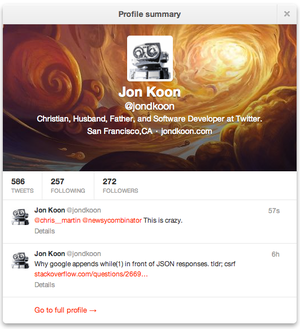 Profile summary
×
Jon Koon
@jondkoon
Christian, Husband, Father, and Software Developer at Twitter.
San Francisco,CA · jondkoon.com
586 257 272
TWEETS FOLLOWING FOLLOWERS
Jon Koon @jondkoon 57s
@chris__martin @newsycombinator This is crazy.
Details
Jon Koon @jondkoon 6h
Why google appends while(1) in front of JSON responses. tldr; csrf
stackoverflow.com/questions/2669...
Details
Go to full profile →